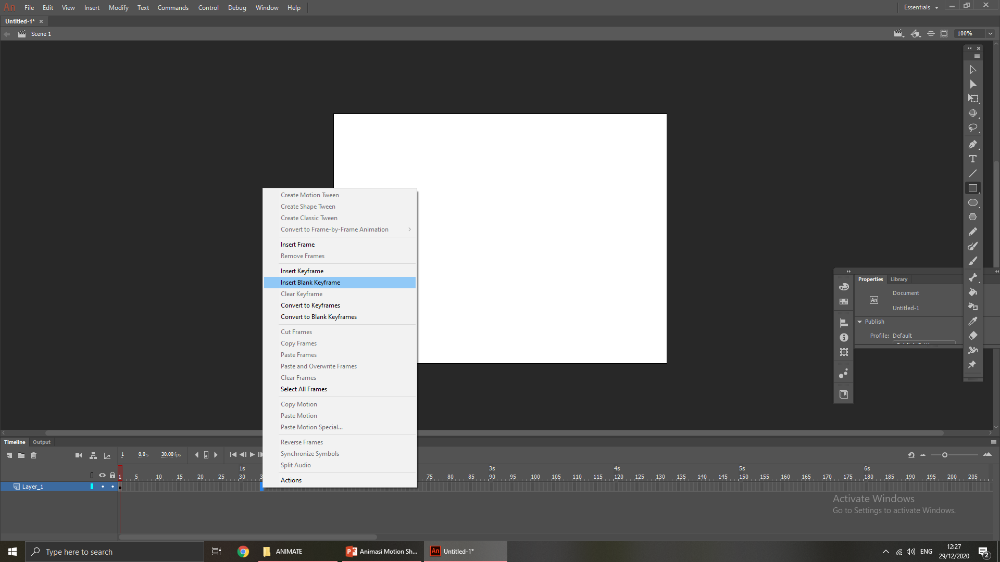 An File Edit View Insert Modify Text Commands Control Debug Window Help Essentials
Untitled-1*
Scene 1
100%
Create Motion Tween
Create Shape Tween
Create Classic Tween
Convert to Frame-by-Frame Animation
Insert Frame
Remove Frames
Insert Keyframe
Insert Blank Keyframe
Clear Keyframe
Convert to Keyframes
Convert to Blank Keyframes
Cut Frames
Copy Frames
Paste Frames
Paste and Overwrite Frames
Clear Frames
Select All Frames
Copy Motion
Paste Motion
Paste Motion Special...
Reverse Frames
Synchronize Symbols
Split Audio
Actions
Properties Library
An Document
Untitled-1
Publish
Profile: Default
Timeline Output
1 0,0 s 30,00 fps
1s 3s 4s 5s 6s
1 5 10 15 20 25 30 75 80 85 90 95 100 105 110 115 120 125 130 135 140 145 150 155 160 165 170 175 180 185 190 195 200 205
Layer_1
Activate Windows
Go to Settings to activate Windows.
Type here to search
ANIMATE
Animasi Motion Sh...
An Untitled-1*
ENG
12:27
29/12/2020
2